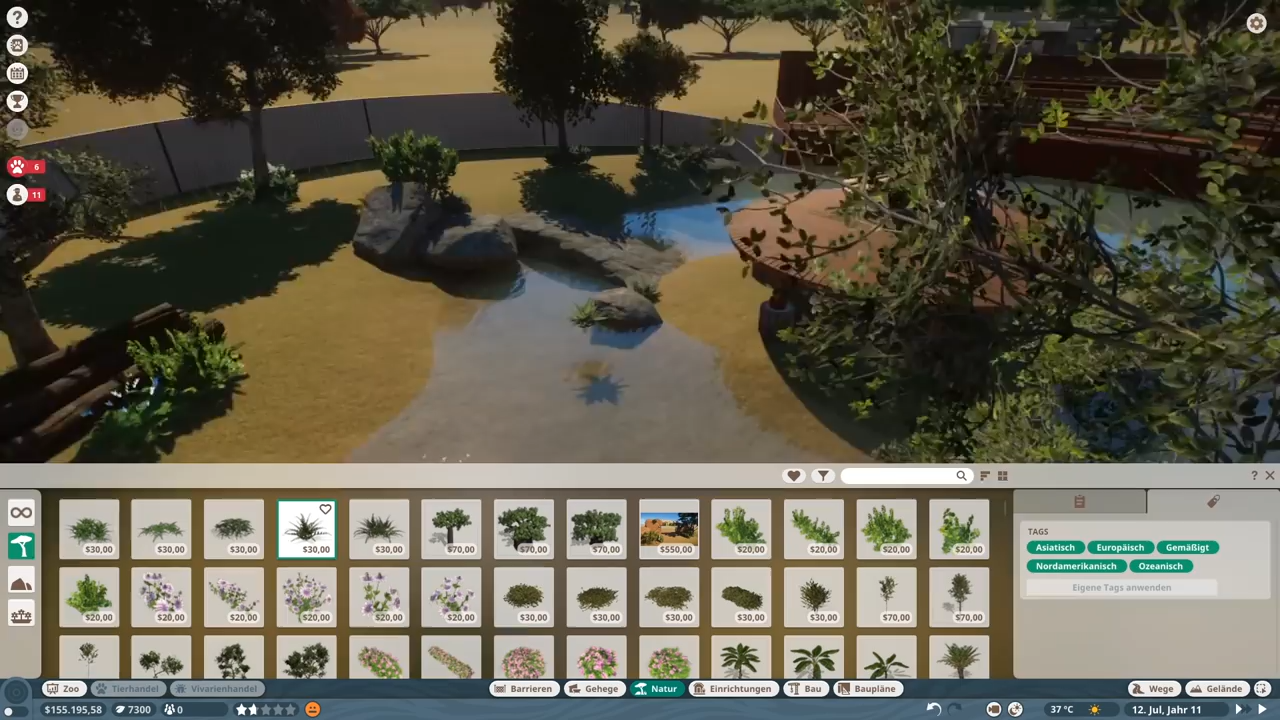 ?
6
11
?
$30,00 $30,00 $30,00 $30,00 $30,00 $70,00 $70,00 $70,00 $550,00 $20,00 $20,00 $20,00 $20,00
$20,00 $20,00 $20,00 $20,00 $20,00 $20,00 $30,00 $30,00 $30,00 $30,00 $30,00 $70,00 $70,00
TAGS
Asiatisch Europäisch Gemäßigt
Nordamerikanisch Ozeanisch
Eigene Tags anwenden
Zoo Tierhandel Vivarienhandel Barrieren Gehege Natur Einrichtungen Bau Baupläne Wege Gelände
$155.195,58 7300 0 37 °C 12. Jul, Jahr 11